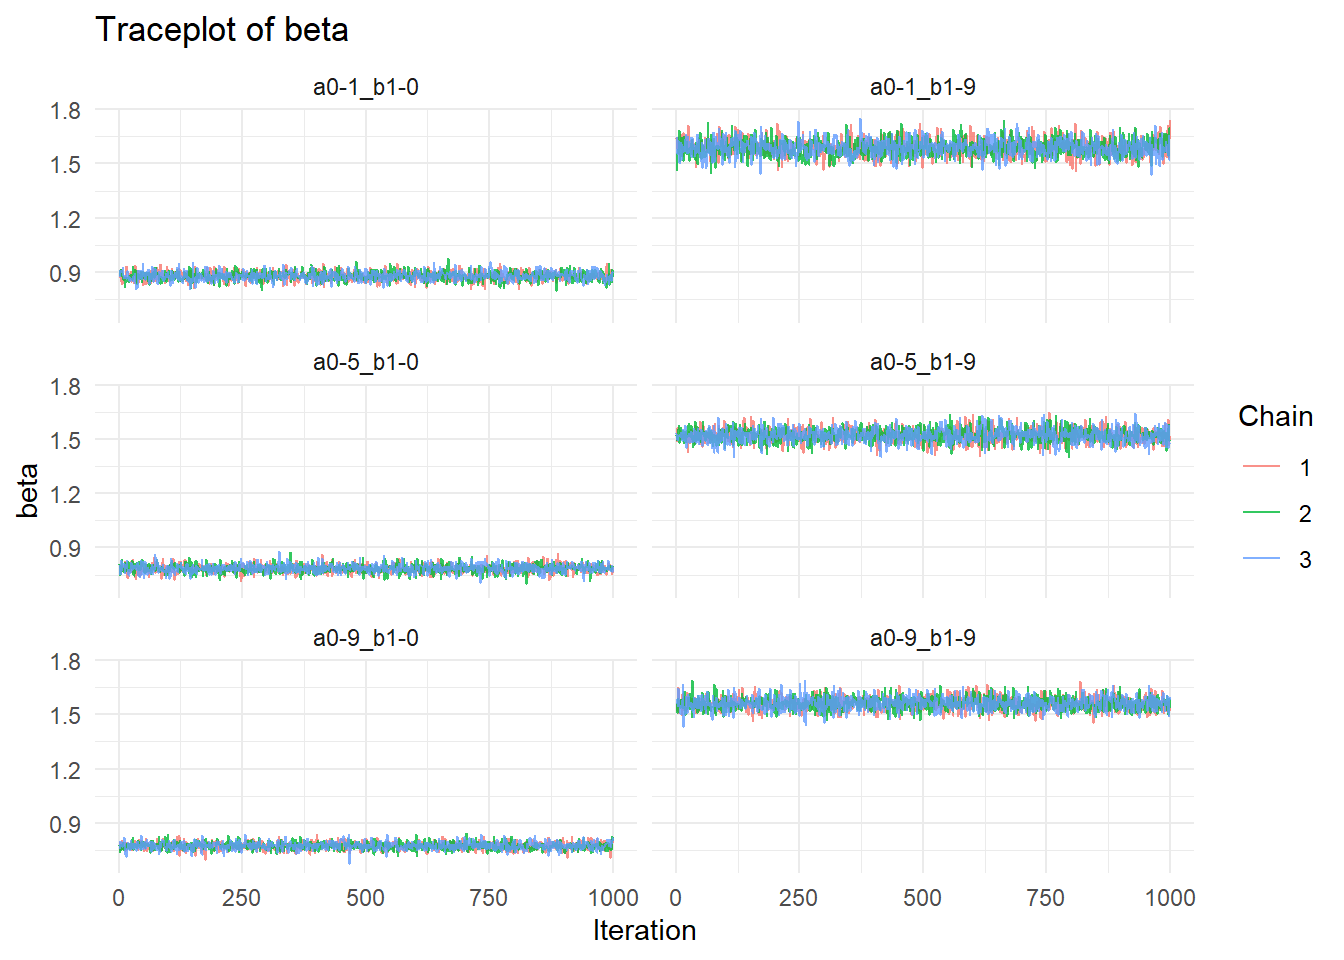 Traceplot of beta
a0-1_b1-0
a0-1_b1-9
1.8
1.5
1.2
0.9
a0-5_b1-0
a0-5_b1-9
1.8
1.5
1.2
0.9
a0-9_b1-0
a0-9_b1-9
1.8
1.5
1.2
0.9
beta
0 250 500 750 1000
0 250 500 750 1000
Iteration
Chain
1
2
3